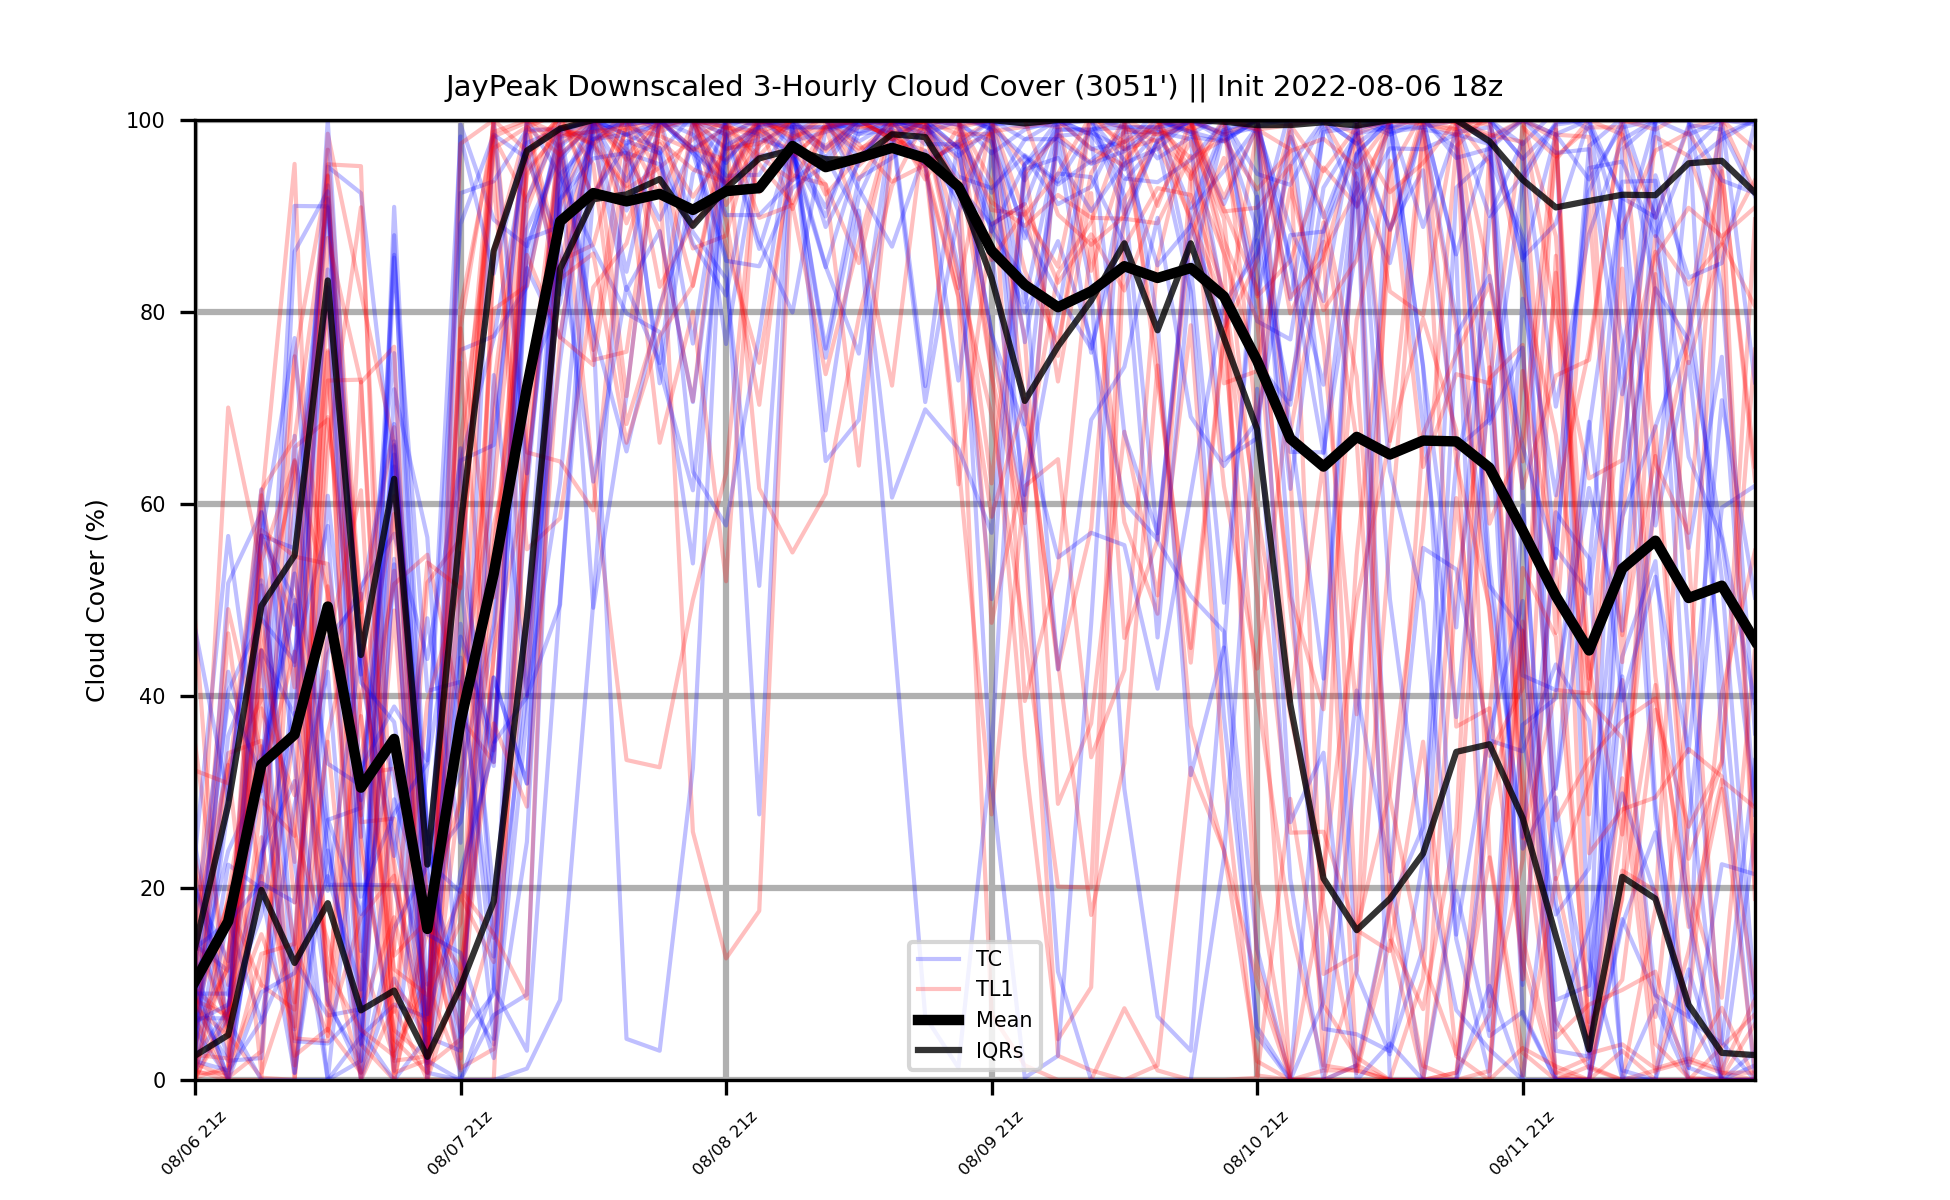 JayPeak Downscaled 3-Hourly Cloud Cover (3051') || Init 2022-08-06 18z
Cloud Cover (%)
100
80
60
40
20
0
TC
TL1
Mean
IQRs
08/06 21z
08/07 21z
08/08 21z
08/09 21z
08/10 21z
08/11 21z